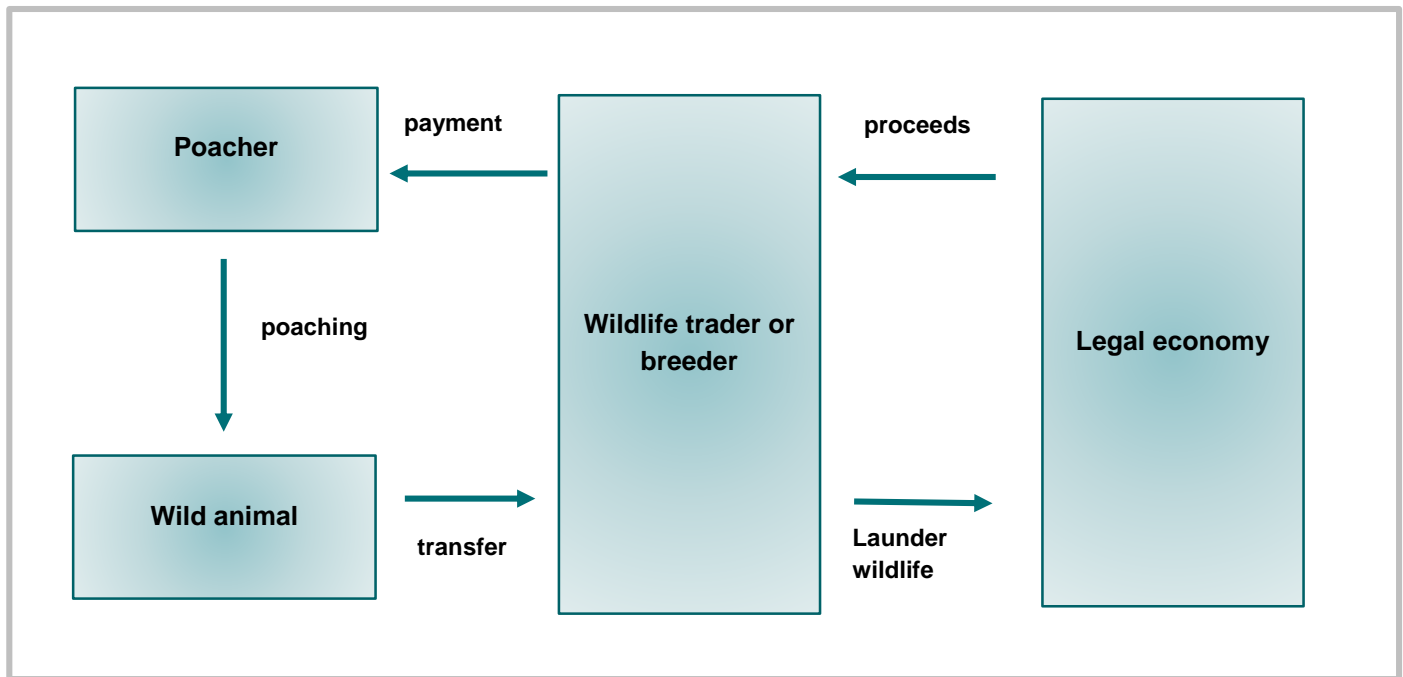 Poacher
payment
proceeds
poaching
Wildlife trader or
breeder
Legal economy
Wild animal
transfer
Launder
wildlife